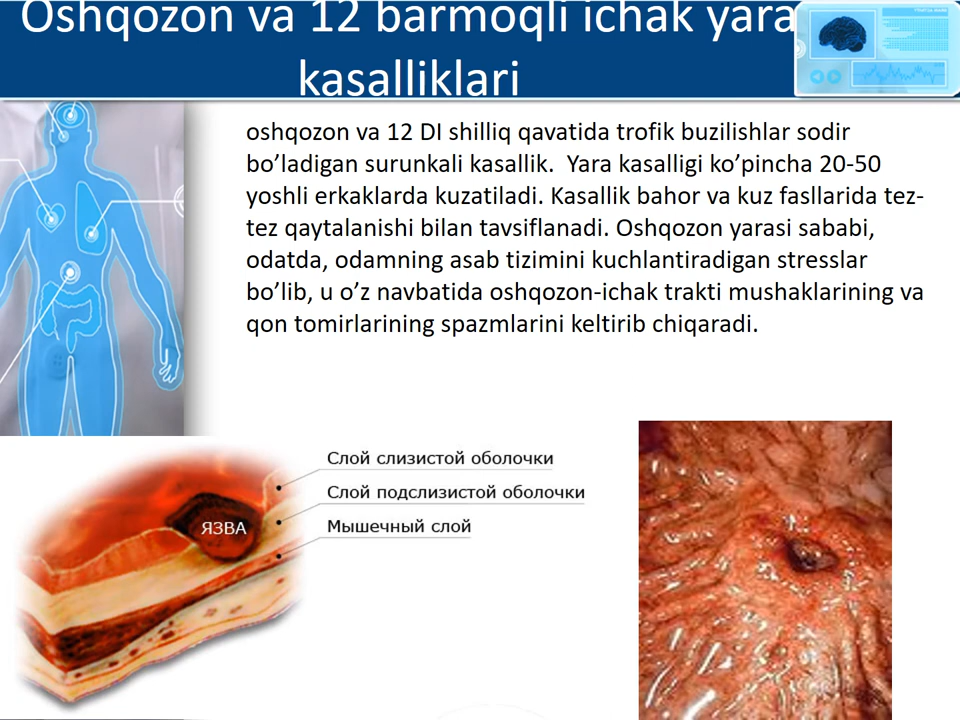 Oshqozon va 12 barmoqli ichak yara
kasalliklari
oshqozon va 12 DI shilliq qavatida trofik buzilishlar sodir
bo’ladigan surunkali kasallik. Yara kasalligi ko’pincha 20-50
yoshli erkaklarda kuzatiladi. Kasallik bahor va kuz fasllarida tez-
tez qaytalanishi bilan tavsiflanadi. Oshqozon yarasi sababi,
odatda, odamning asab tizimini kuchlantiradigan stresslar
bo’lib, u o’z navbatida oshqozon-ichak trakti mushaklarining va
qon tomirlarining spazmlarini keltirib chiqaradi.
Слой слизистой оболочки
Слой подслизистой оболочки
Мышечный слой
ЯЗВА